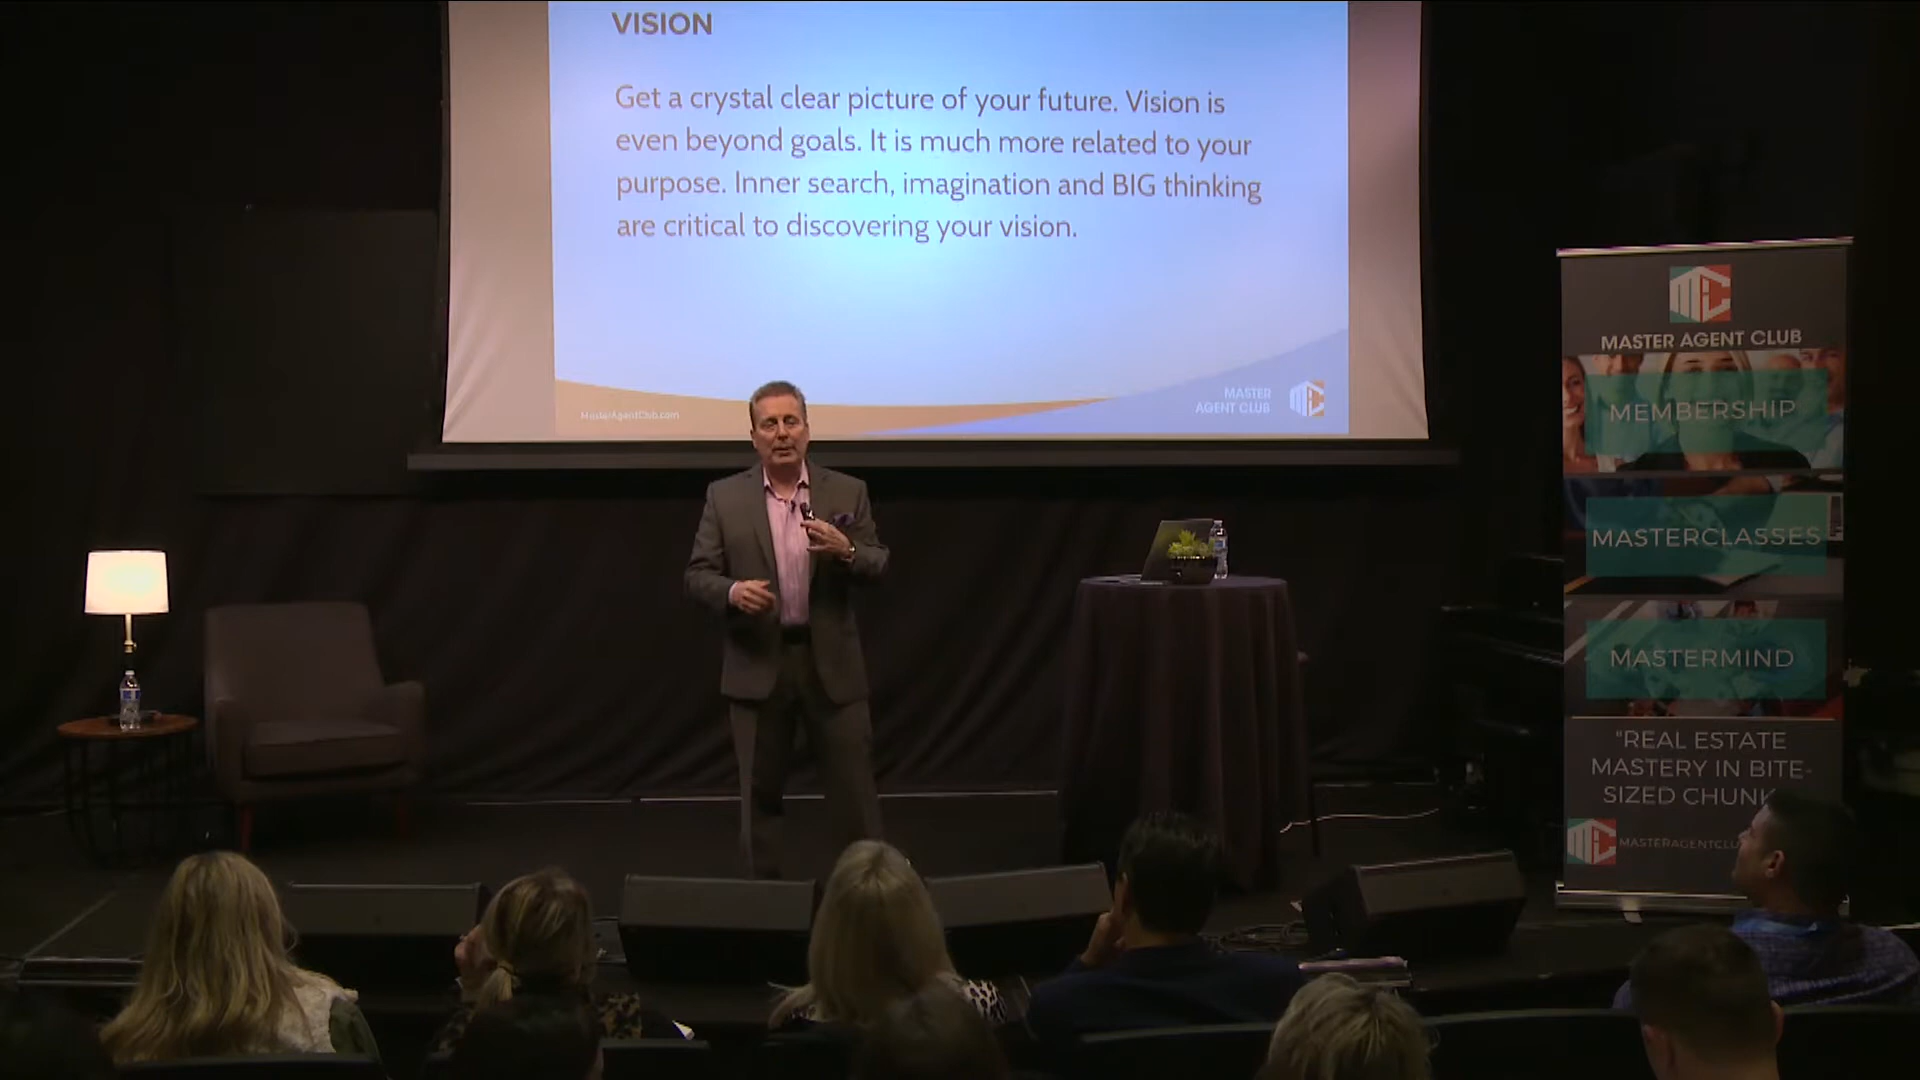 VISION
Get a crystal clear picture of your future. Vision is
even beyond goals. It is much more related to your
purpose. Inner search, imagination and BIG thinking
are critical to discovering your vision.
MasterAgentClub.com
MASTER
AGENT CLUB
MASTER AGENT CLUB
MEMBERSHIP
MASTERCLASSES
MASTERMIND
"REAL ESTATE
MASTERY IN BITE-
SIZED CHUNK
MASTERAGENTCLU